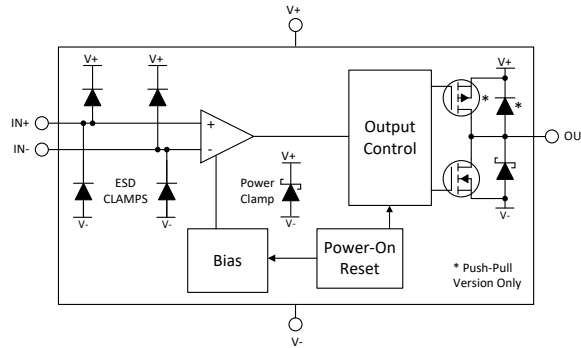 V+
V+
V+
V+
IN+
IN-
+
-
*
*
OU
Output
Control
ESD
CLAMPS
V+
Power
Clamp
V-
V-
V-
V-
Bias
Power-On
Reset
* Push-Pull
Version Only
V-